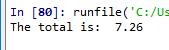 In [80]: runfile('C:/Us
The total is:  7.26